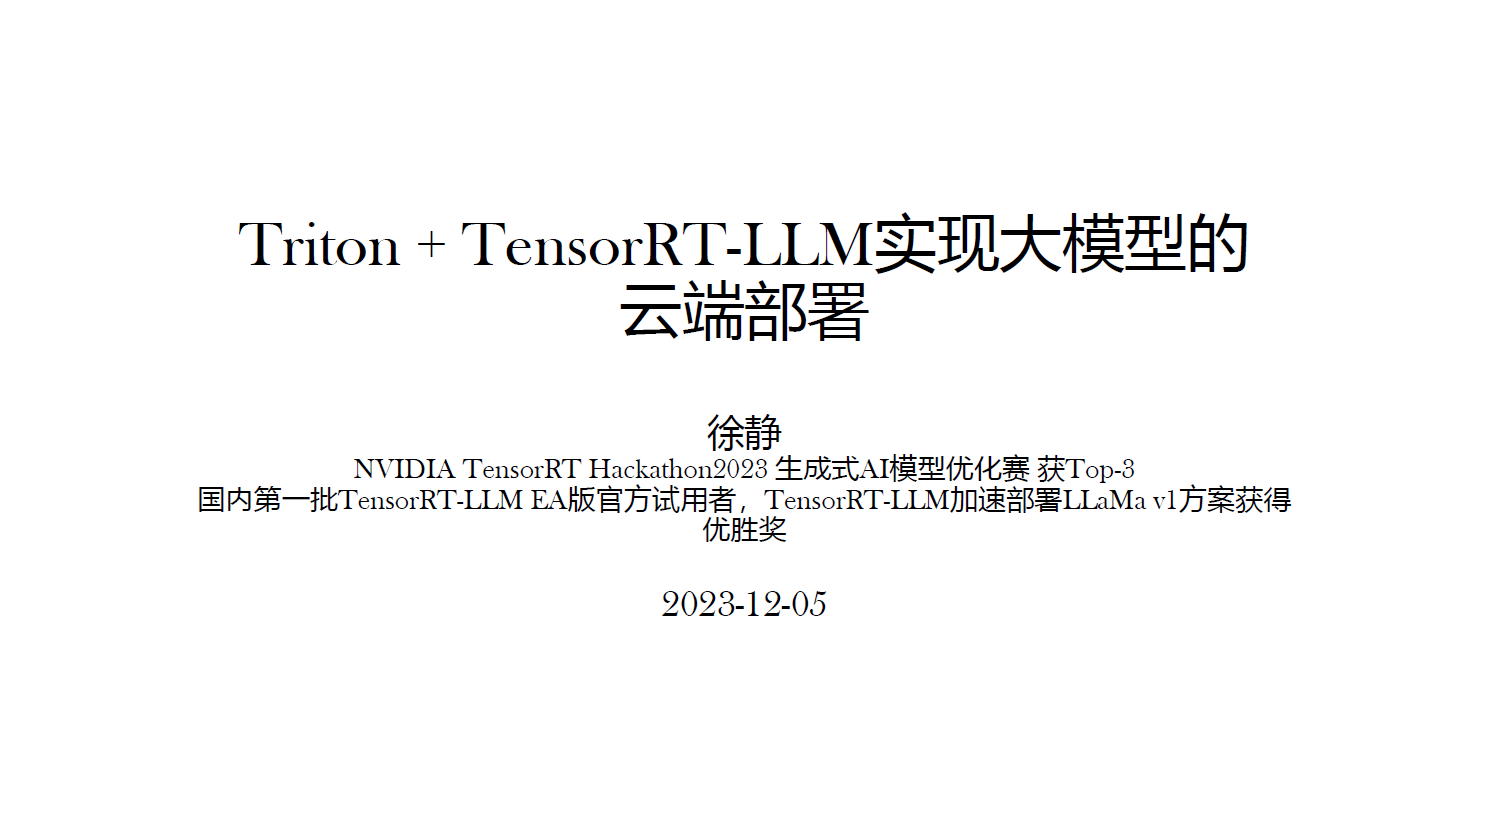 Triton + TensorRT-LLM实现大模型的
云端部署
徐静
NVIDIA TensorRT Hackathon2023 生成式AI模型优化赛 获Top-3
国内第一批TensorRT-LLM EA版官方试用者，TensorRT-LLM加速部署LLaMa v1方案获得
优胜奖
2023-12-05